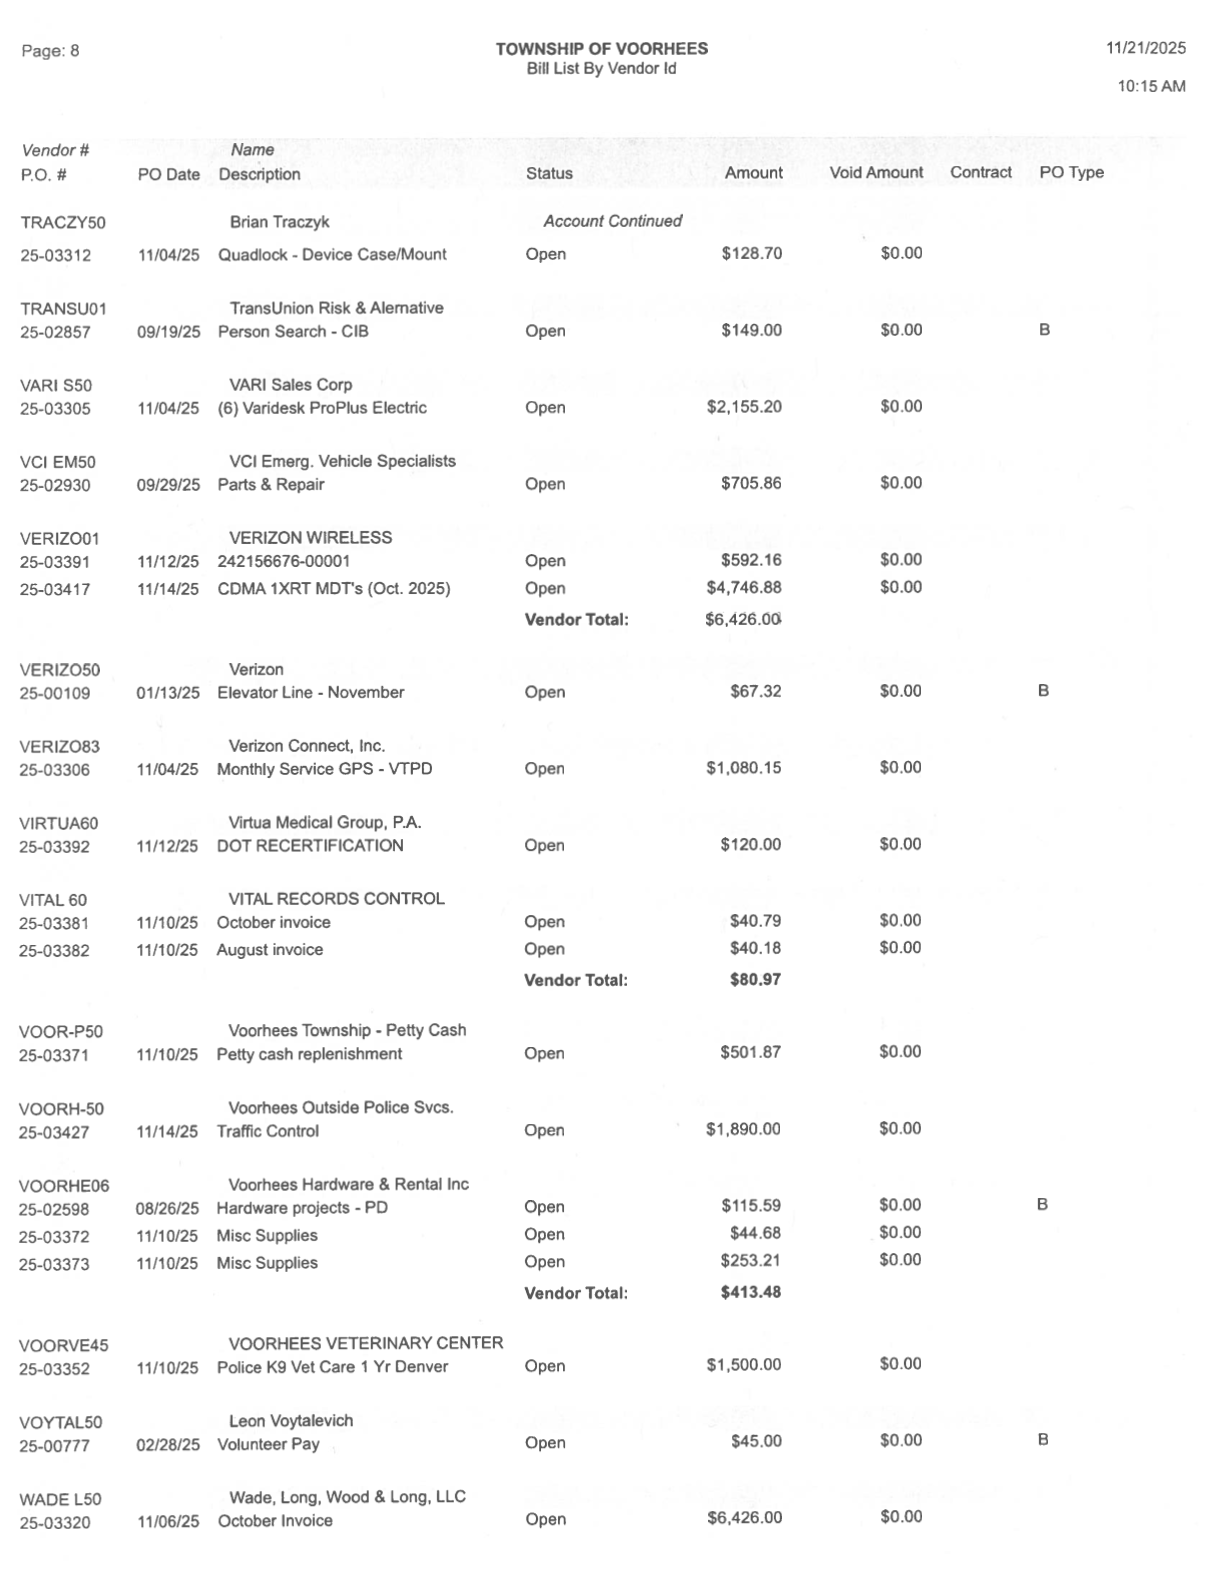 Page: 8 TOWNSHIP OF VOORHEES 11/21/2025
Bill List By Vendor Id
10:15 AM
Vendor # Name
P.O. # PO Date Description Status Amount Void Amount Contract PO Type
TRACZY50 Brian Traczyk Account Continued
25-03312 11/04/25 Quadlock - Device Case/Mount Open $128.70 $0.00
TRANSU01 TransUnion Risk & Alernative
25-02857 09/19/25 Person Search - CIB Open $149.00 $0.00 B
VARI S50 VARI Sales Corp
25-03305 11/04/25 (6) Varidesk ProPlus Electric Open $2,155.20 $0.00
VCI EM50 VCI Emerg. Vehicle Specialists
25-02930 09/29/25 Parts & Repair Open $705.86 $0.00
VERIZO01 VERIZON WIRELESS
25-03391 11/12/25 242156676-00001 Open $592.16 $0.00
25-03417 11/14/25 CDMA 1XRT MDT's (Oct. 2025) Open $4,746.88 $0.00
Vendor Total: $6,426.00
VERIZO50 Verizon
25-00109 01/13/25 Elevator Line - November Open $67.32 $0.00 B
VERIZO83 Verizon Connect, Inc.
25-03306 11/04/25 Monthly Service GPS - VTPD Open $1,080.15 $0.00
VIRTUA60 Virtua Medical Group, P.A.
25-03392 11/12/25 DOT RECERTIFICATION Open $120.00 $0.00
VITAL 60 VITAL RECORDS CONTROL
25-03381 11/10/25 October invoice Open $40.79 $0.00
25-03382 11/10/25 August invoice Open $40.18 $0.00
Vendor Total: $80.97
VOOR-P50 Voorhees Township - Petty Cash
25-03371 11/10/25 Petty cash replenishment Open $501.87 $0.00
VOORH-50 Voorhees Outside Police Svcs.
25-03427 11/14/25 Traffic Control Open $1,890.00 $0.00
VOORHE06 Voorhees Hardware & Rental Inc
25-02598 08/26/25 Hardware projects - PD Open $115.59 $0.00 B
25-03372 11/10/25 Misc Supplies Open $44.68 $0.00
25-03373 11/10/25 Misc Supplies Open $253.21 $0.00
Vendor Total: $413.48
VOORVE45 VOORHEES VETERINARY CENTER
25-03352 11/10/25 Police K9 Vet Care 1 Yr Denver Open $1,500.00 $0.00
VOYTAL50 Leon Voytalevich
25-00777 02/28/25 Volunteer Pay Open $45.00 $0.00 B
WADE L50 Wade, Long, Wood & Long, LLC
25-03320 11/06/25 October Invoice Open $6,426.00 $0.00